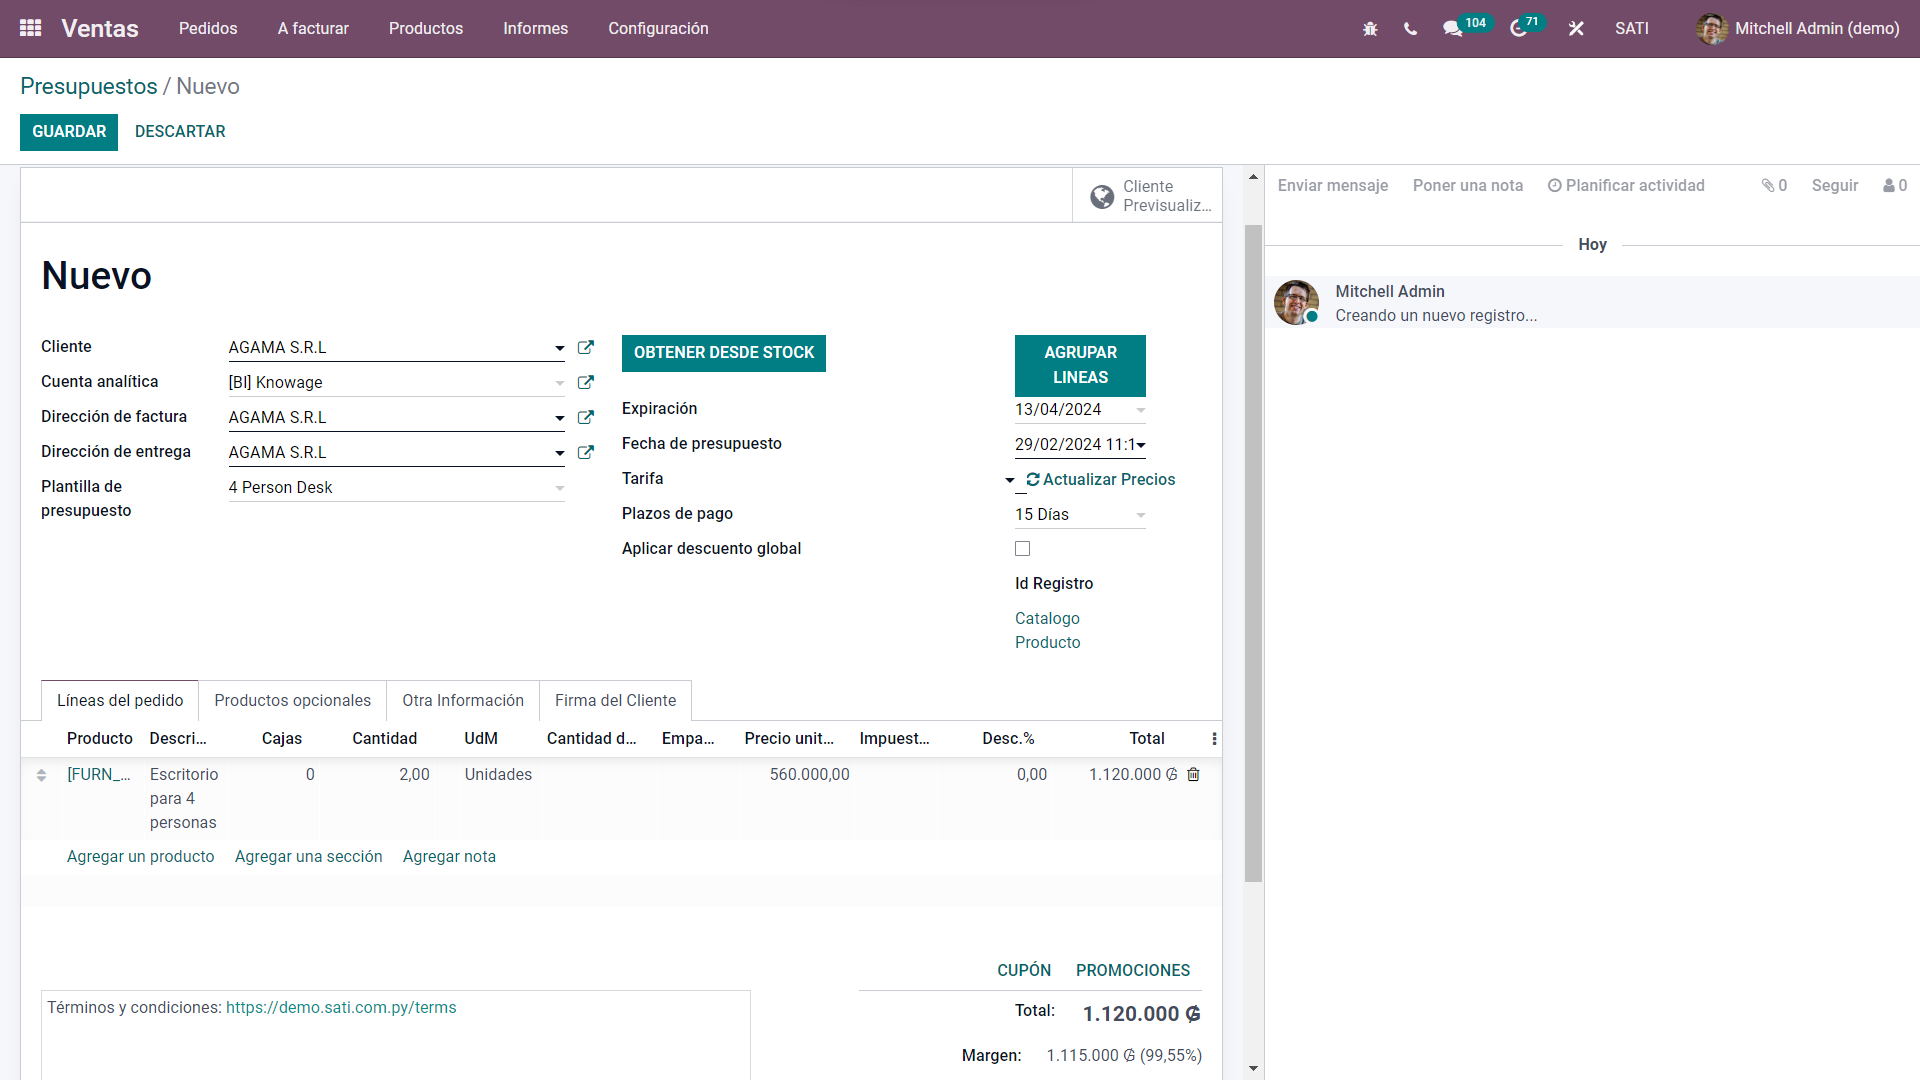 Ventas Pedidos A facturar Productos Informes Configuración 104 71 SATI Mitchell Admin (demo)
Presupuestos / Nuevo
GUARDAR DESCARTAR
Cliente
Previsualiz...
Enviar mensaje Poner una nota Planificar actividad 0 Seguir 0
Hoy
Mitchell Admin
Creando un nuevo registro...
Nuevo
Cliente AGAMA S.R.L
Cuenta analítica [BI] Knowage
Dirección de factura AGAMA S.R.L
Dirección de entrega AGAMA S.R.L
Plantilla de
presupuesto
4 Person Desk
OBTENER DESDE STOCK
AGRUPAR
LINEAS
Expiración 13/04/2024
Fecha de presupuesto 29/02/2024 11:1
Tarifa Actualizar Precios
Plazos de pago 15 Días
Aplicar descuento global
Id Registro
Catalogo
Producto
Líneas del pedido Productos opcionales Otra Información Firma del Cliente
Producto Descri... Cajas Cantidad UdM Cantidad d... Empa... Precio unit... Impuest... Desc.% Total
[FURN_... Escritorio 0 2,00 Unidades 560.000,00 0,00 1.120.000 ₲
para 4
personas
Agregar un producto Agregar una sección Agregar nota
CUPÓN PROMOCIONES
Términos y condiciones: https://demo.sati.com.py/terms
Total: 1.120.000 ₲
Margen: 1.115.000 ₲ (99,55%)